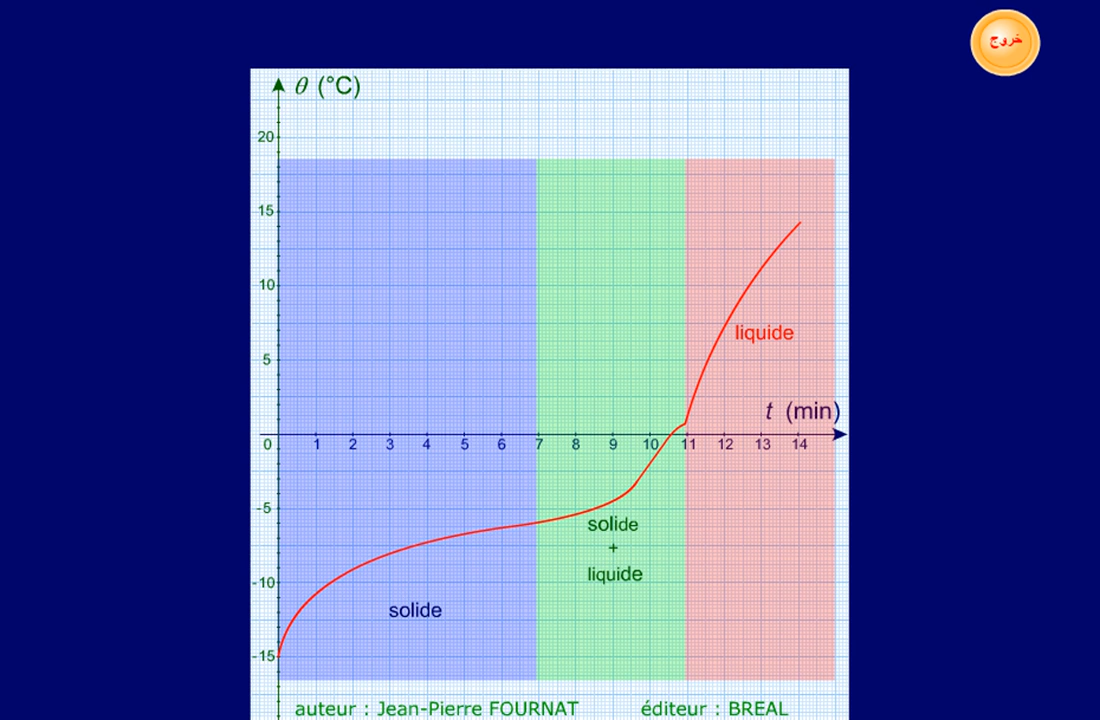 خروج
θ (°C)
20
15
10
5
liquide
t (min)
0 1 2 3 4 5 6 7 8 9 10 11 12 13 14
-5
solide
+
liquide
-10
solide
-15
auteur : Jean-Pierre FOURNAT éditeur : BREAL